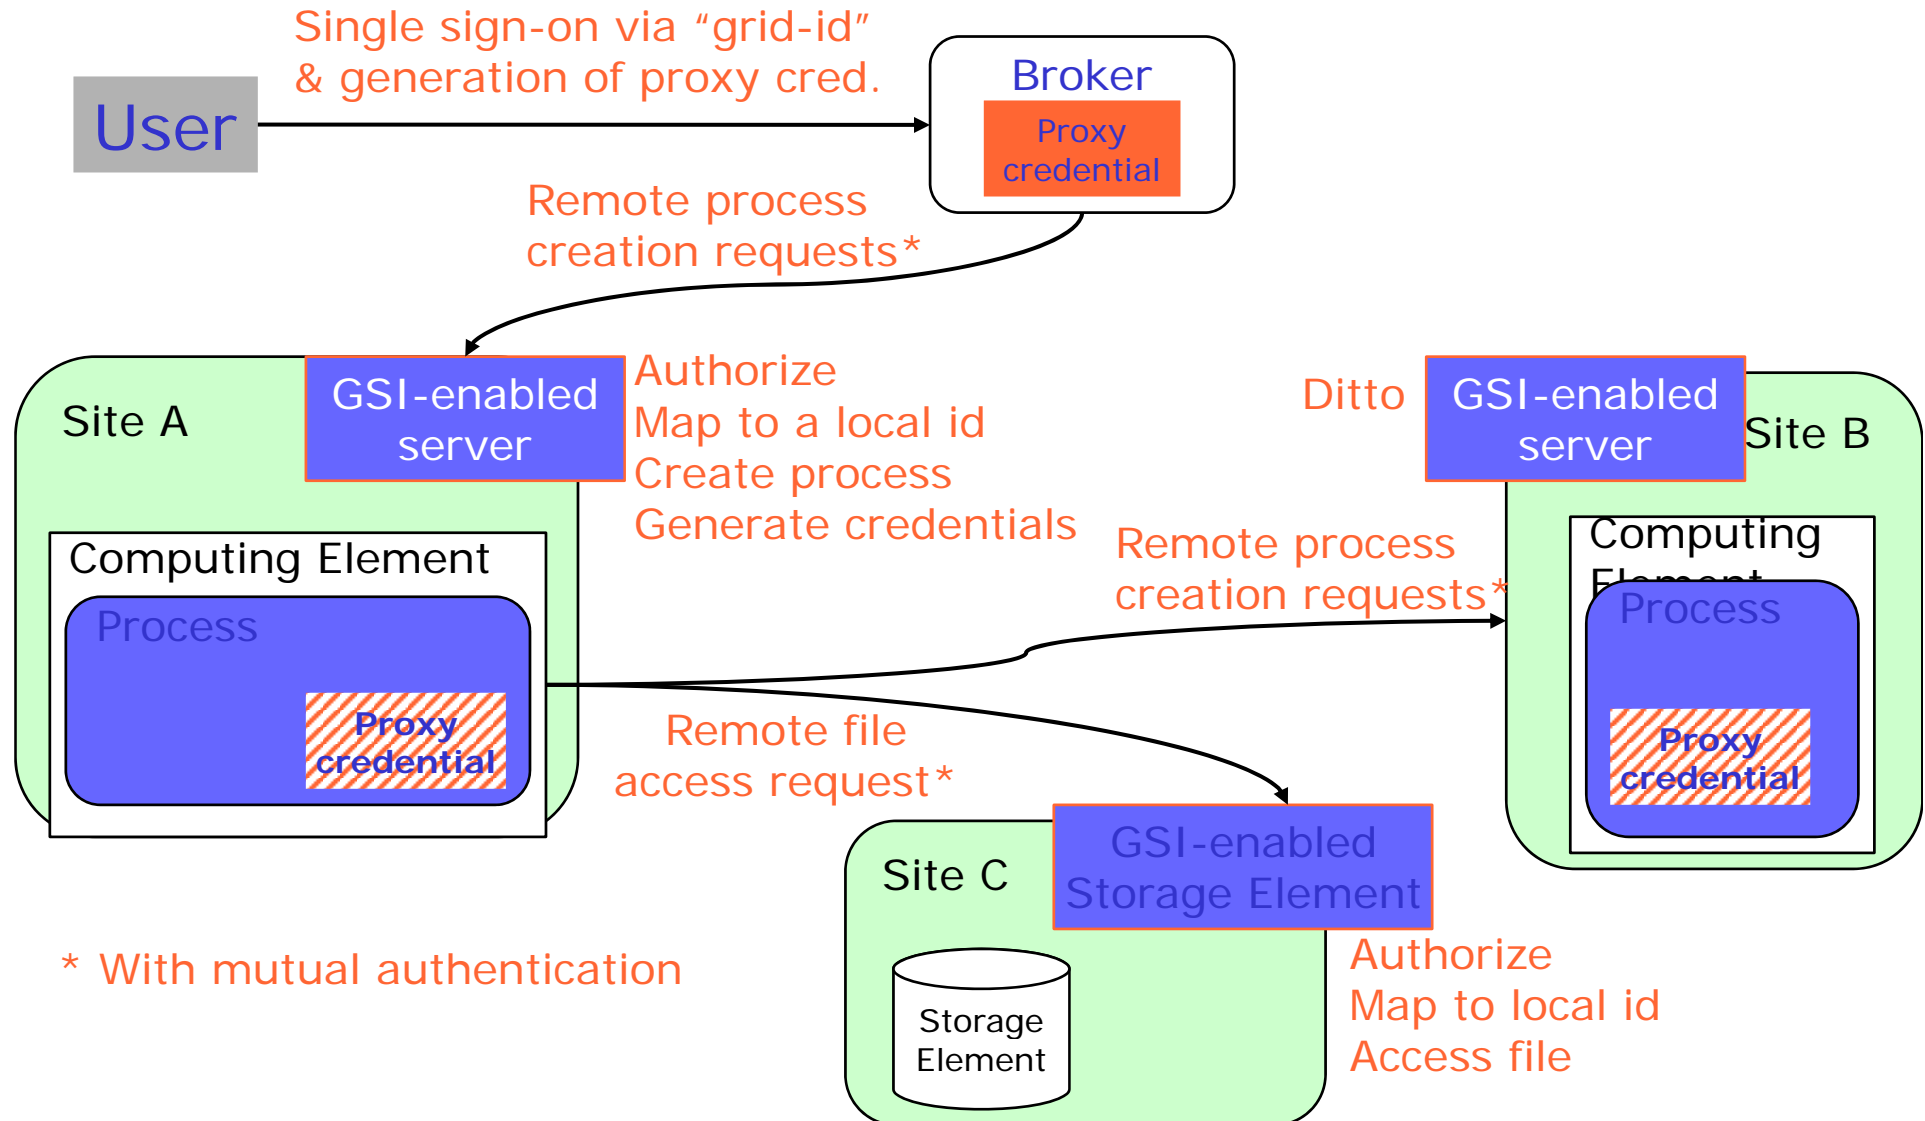 Single sign-on via “grid-id”
& generation of proxy cred.
User
Broker
Proxy
credential
Remote process
creation requests*
Site A
GSI-enabled
server
Authorize
Map to a local id
Create process
Generate credentials
Ditto
GSI-enabled
server
Site B
Computing Element
Process
Proxy
credential
Remote process
creation requests*
Computing
Element
Process
Proxy
credential
Remote file
access request*
Site C
GSI-enabled
Storage Element
Storage
Element
Authorize
Map to local id
Access file
* With mutual authentication